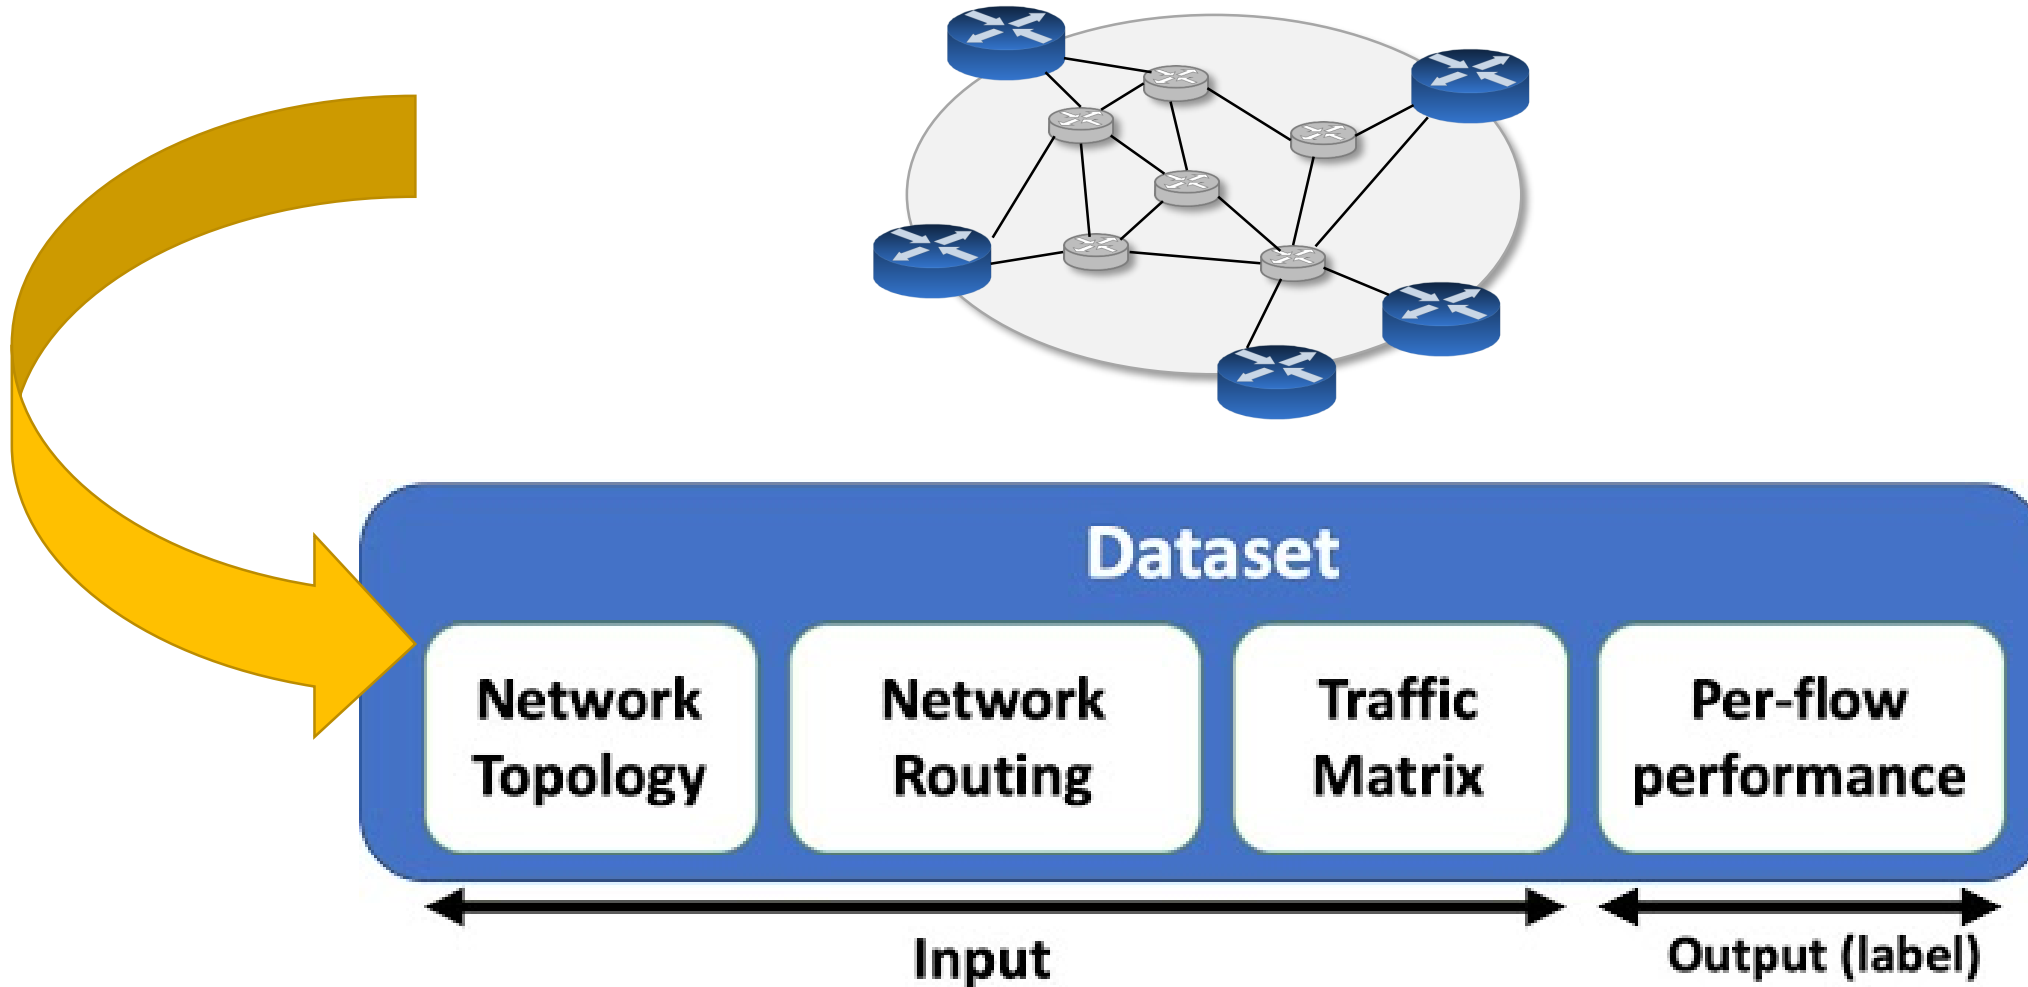 Dataset
Network
Topology
Network
Routing
Traffic
Matrix
Per-flow
performance
Input
Output (label)